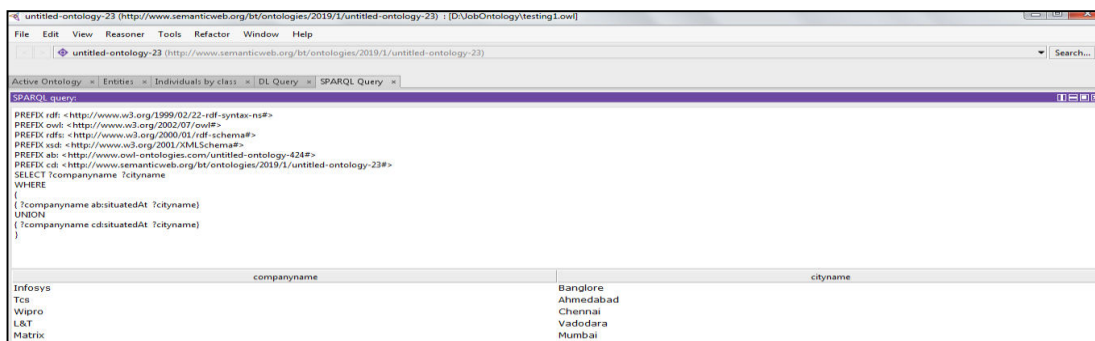 untitled-ontology-23 (http://www.semanticweb.org/bt/ontologies/2019/1/untitled-ontology-23) : [D:\JobOntology\testing1.owl]
File Edit View Reasoner Tools Refactor Window Help
untitled-ontology-23 (http://www.semanticweb.org/bt/ontologies/2019/1/untitled-ontology-23) Search...
Active Ontology × Entities × Individuals by class × DL Query × SPARQL Query ×
SPARQL query:
PREFIX rdf: <http://www.w3.org/1999/02/22-rdf-syntax-ns#>
PREFIX owl: <http://www.w3.org/2002/07/owl#>
PREFIX rdfs: <http://www.w3.org/2000/01/rdf-schema#>
PREFIX xsd: <http://www.w3.org/2001/XMLSchema#>
PREFIX ab: <http://www.owl-ontologies.com/untitled-ontology-424#>
PREFIX cd: <http://www.semanticweb.org/bt/ontologies/2019/1/untitled-ontology-23#>
SELECT ?companyname ?cityname
WHERE
{
{ ?companyname ab:situatedAt ?cityname}
UNION
{ ?companyname cd:situatedAt ?cityname}
}
companyname cityname
Infosys Banglore
Tcs Ahmedabad
Wipro Chennai
L&T Vadodara
Matrix Mumbai